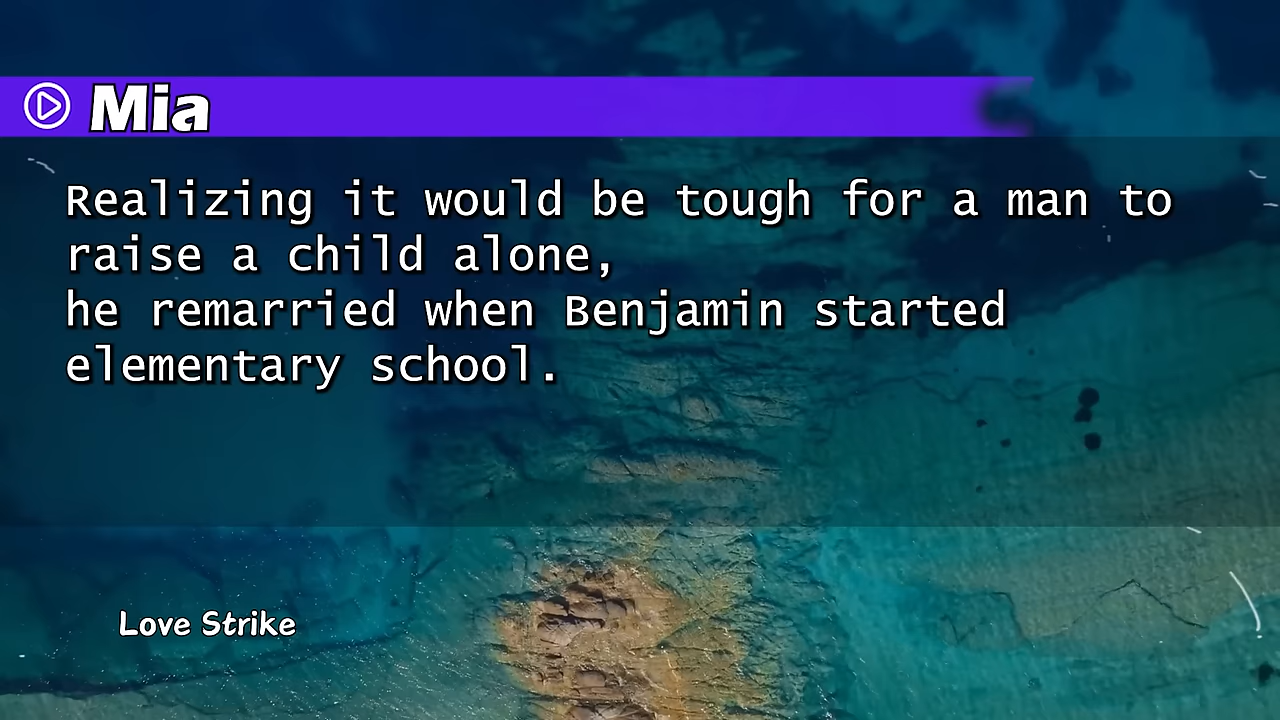 Mia
Realizing it would be tough for a man to
raise a child alone,
he remarried when Benjamin started
elementary school.
Love Strike